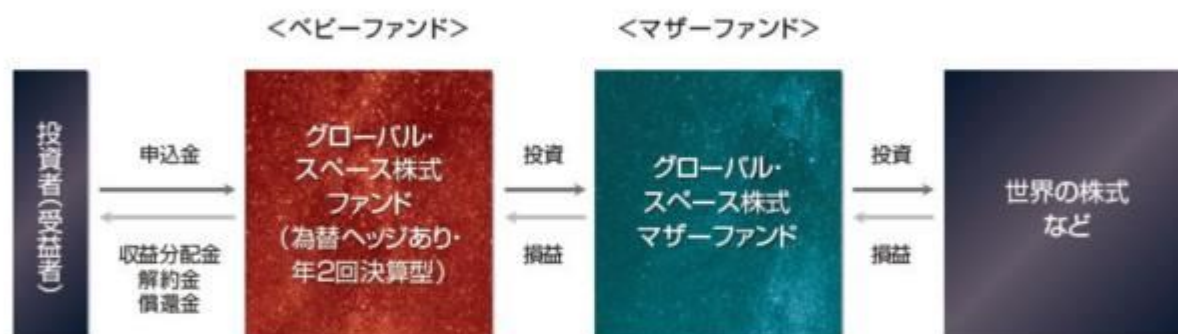 <ベビーファンド>
<マザーファンド>
投資者(受益者)
申込金
収益分配金
解約金
償還金
グローバル・
スペース株式
ファンド
(為替ヘッジあり・
年2回決算型)
投資
損益
グローバル・
スペース株式
マザーファンド
投資
損益
世界の株式
など